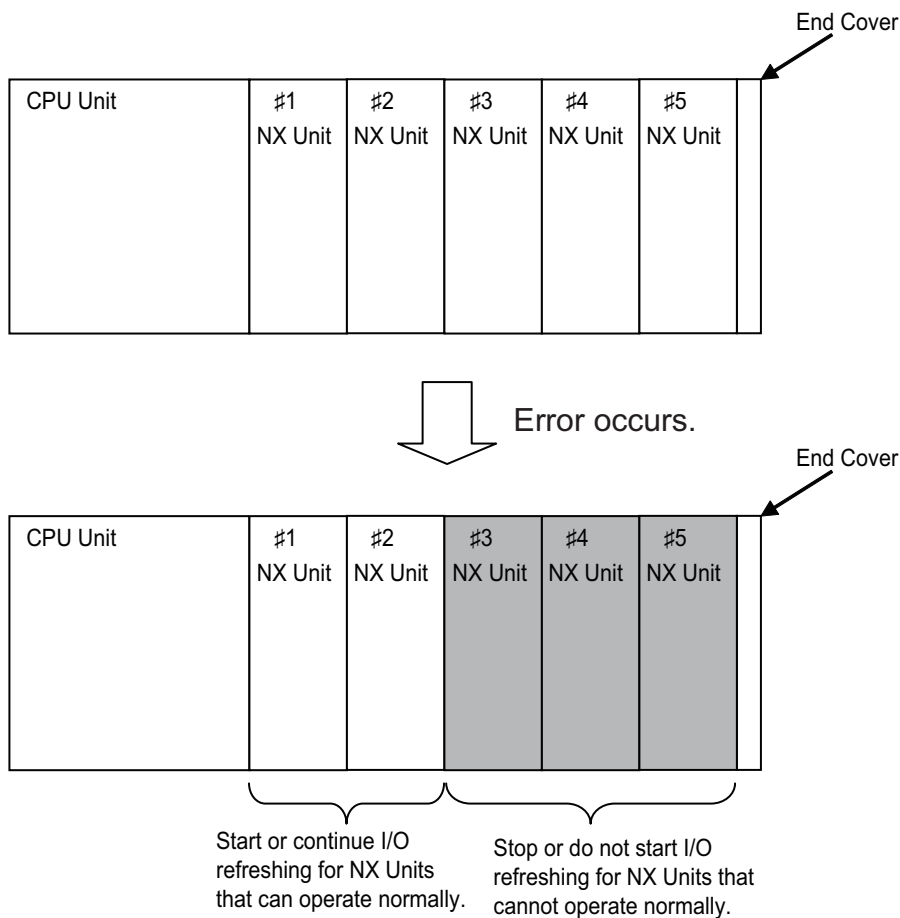 End Cover
CPU Unit
♯1
NX Unit
♯2
NX Unit
♯3
NX Unit
♯4
NX Unit
♯5
NX Unit
Error occurs.
End Cover
CPU Unit
♯1
NX Unit
♯2
NX Unit
♯3
NX Unit
♯4
NX Unit
♯5
NX Unit
Start or continue I/O
refreshing for NX Units
that can operate normally.
Stop or do not start I/O
refreshing for NX Units that
cannot operate normally.